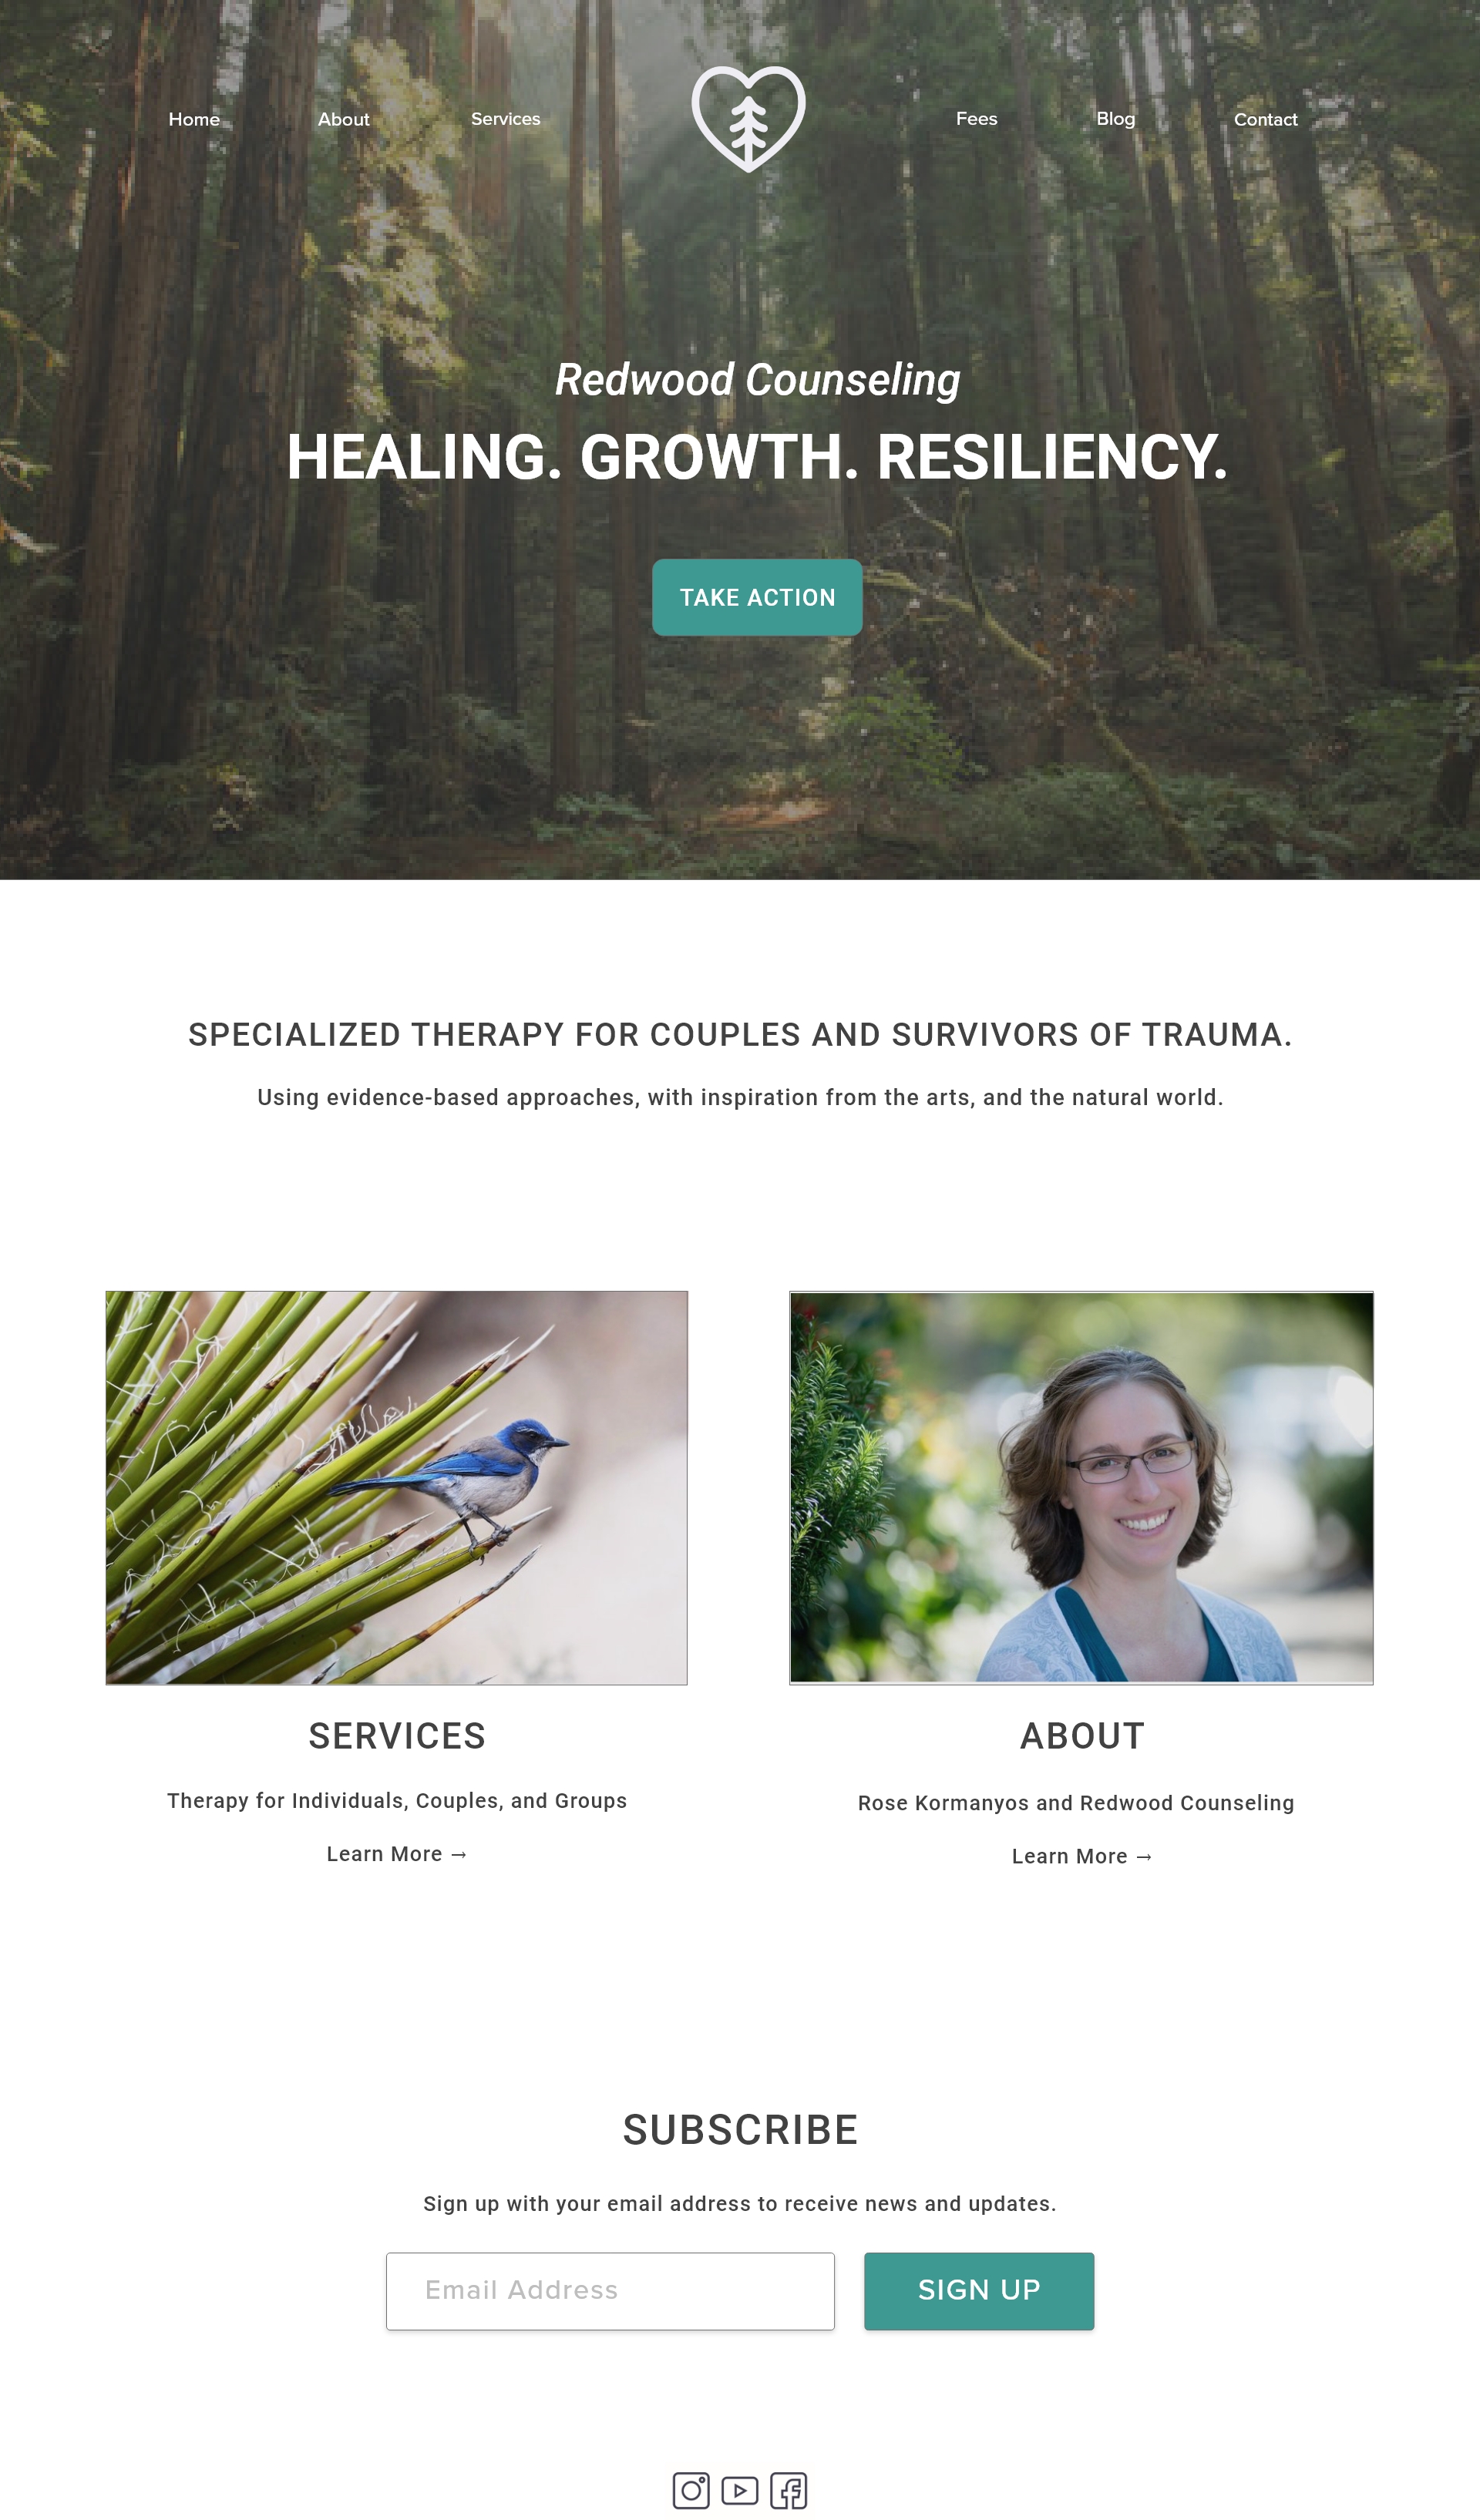 Home
About
Services
Fees
Blog
Contact
Redwood Counseling
HEALING. GROWTH. RESILIENCY.
TAKE ACTION
SPECIALIZED THERAPY FOR COUPLES AND SURVIVORS OF TRAUMA.
Using evidence-based approaches, with inspiration from the arts, and the natural world.
SERVICES
Therapy for Individuals, Couples, and Groups
Learn More →
ABOUT
Rose Kormanyos and Redwood Counseling
Learn More →
SUBSCRIBE
Sign up with your email address to receive news and updates.
Email Address
SIGN UP